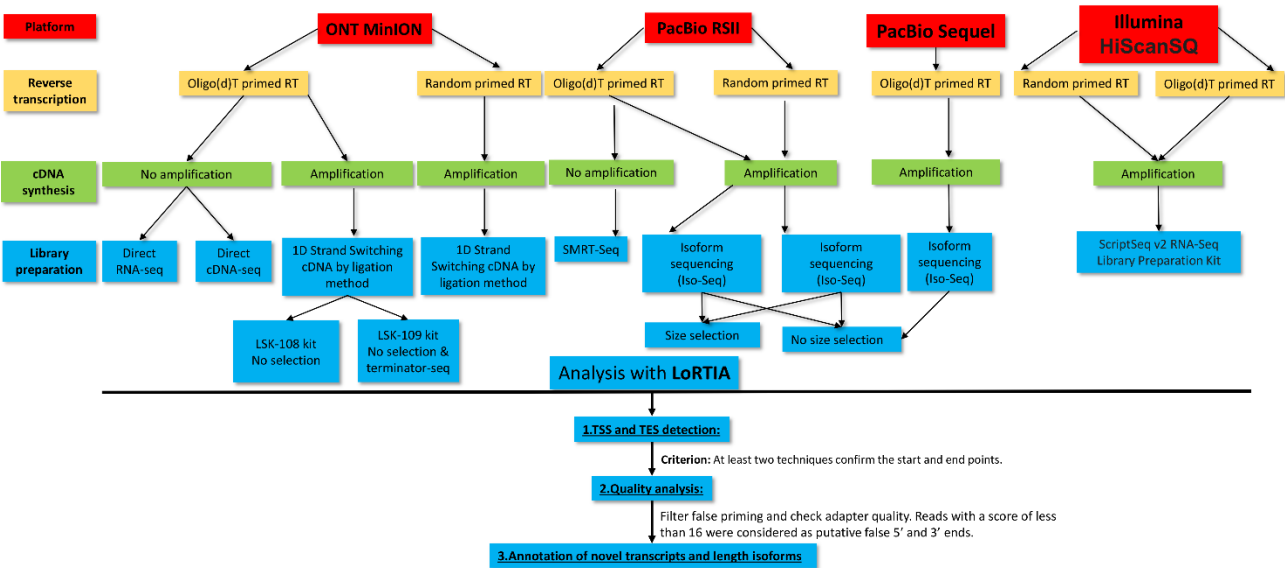 Platform
ONT MinION
PacBio RSII
PacBio Sequel
Illumina
HiScanSQ
Reverse
transcription
Oligo(d)T primed RT
Random primed RT
Oligo(d)T primed RT
Random primed RT
Oligo(d)T primed RT
Random primed RT
Oligo(d)T primed RT
cDNA
synthesis
No amplification
Amplification
Amplification
No amplification
Amplification
Amplification
Amplification
Library
preparation
Direct
RNA-seq
Direct
cDNA-seq
1D Strand Switching
cDNA by ligation
method
1D Strand
Switching cDNA by
ligation method
SMRT-Seq
Isoform
sequencing
(Iso-Seq)
Isoform
sequencing
(Iso-Seq)
Isoform
sequencing
(Iso-Seq)
ScriptSeq v2 RNA-Seq
Library Preparation Kit
LSK-108 kit
No selection
LSK-109 kit
No selection &
terminator-seq
Size selection
No size selection
Analysis with LoRTIA
1.TSS and TES detection:
Criterion: At least two techniques confirm the start and end points.
2.Quality analysis:
Filter false priming and check adapter quality. Reads with a score of less
than 16 were considered as putative false 5’ and 3’ ends.
3.Annotation of novel transcripts and length isoforms